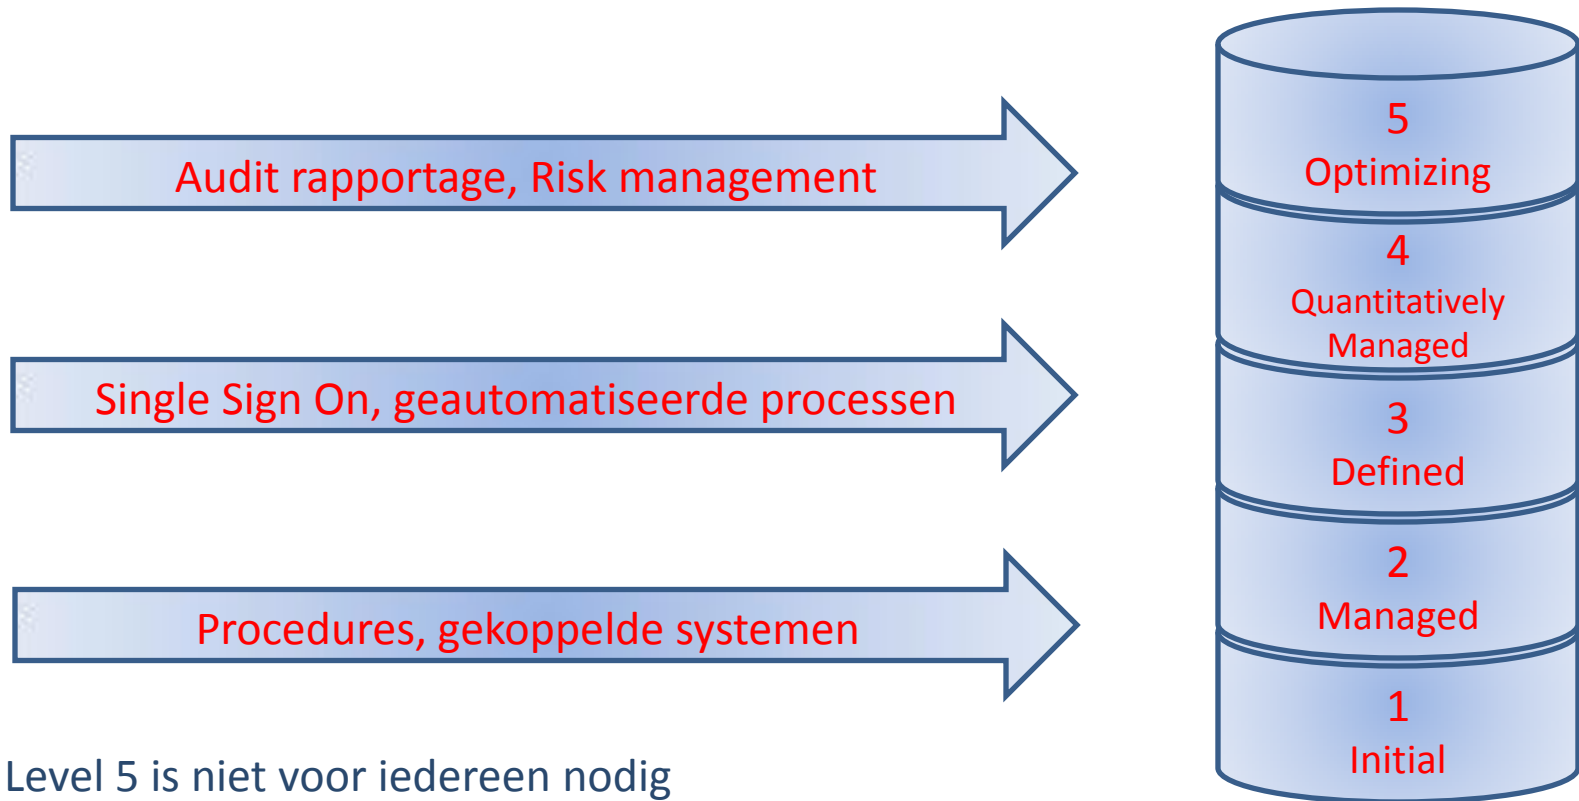 Audit rapportage, Risk management
Single Sign On, geautomatiseerde processen
Procedures, gekoppelde systemen
Level 5 is niet voor iedereen nodig
5
Optimizing
4
Quantitatively
Managed
3
Defined
2
Managed
1
Initial